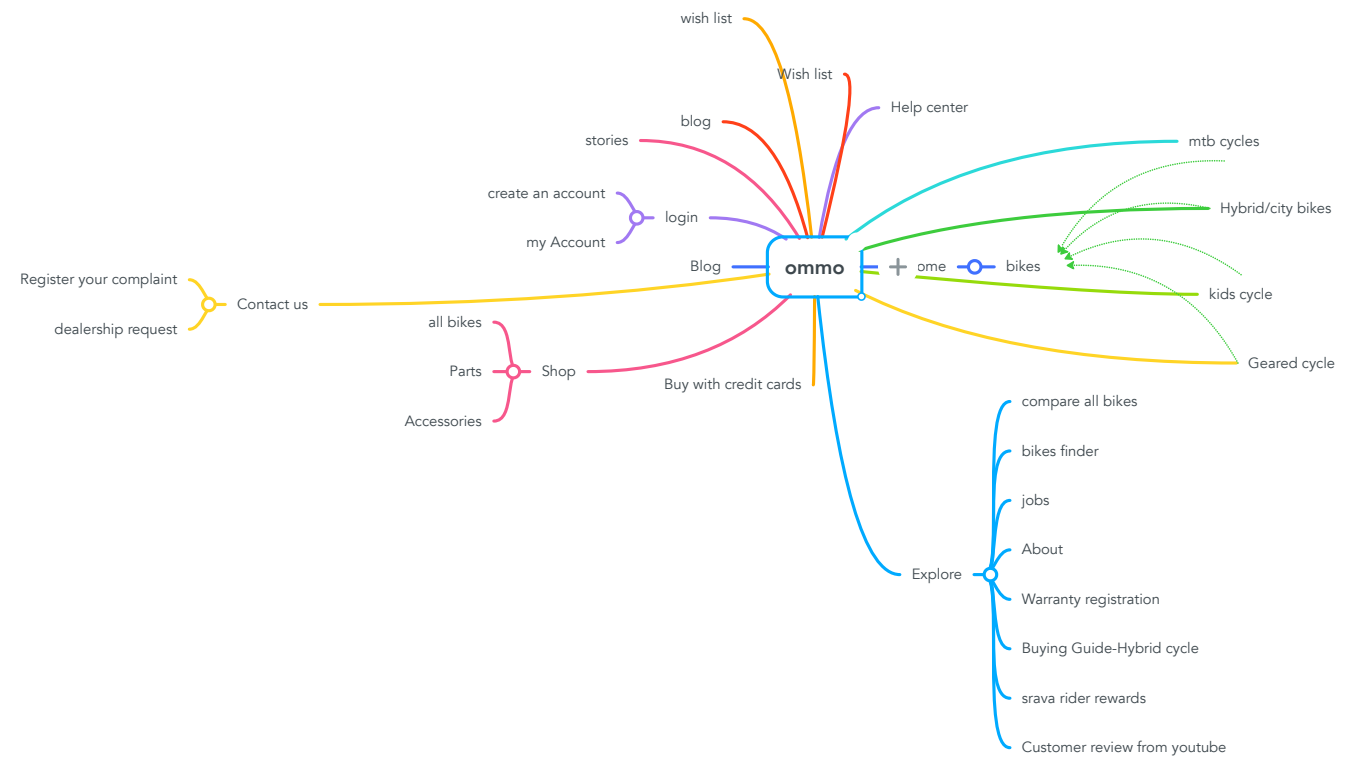 wish list
Wish list
Help center
blog
stories
mtb cycles
create an account
login
my Account
Hybrid/city bikes
Blog
ommo
ome
bikes
Register your complaint
Contact us
dealership request
kids cycle
all bikes
Parts
Shop
Accessories
Buy with credit cards
Geared cycle
compare all bikes
bikes finder
jobs
About
Explore
Warranty registration
Buying Guide-Hybrid cycle
srava rider rewards
Customer review from youtube